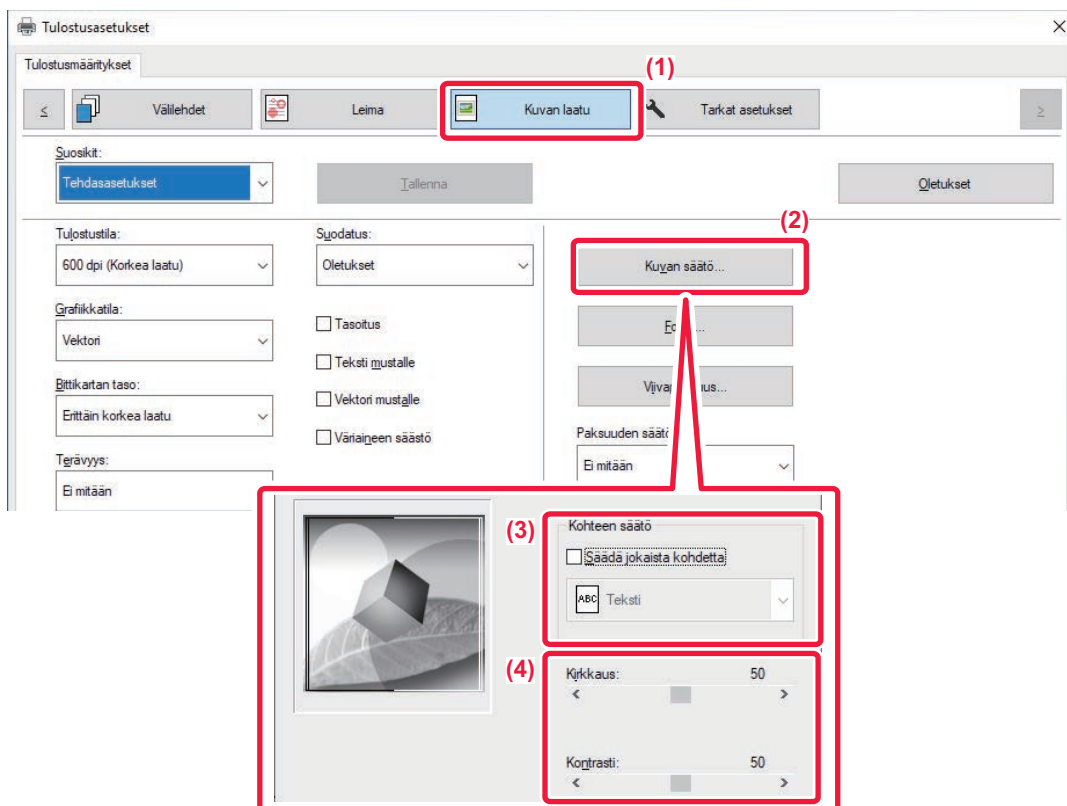 Tulostusasetukset
Tulostusmääritykset
(1)
< Välilehdet Leima Kuvan laatu Tarkat asetukset >
Suosikit:
Tehdasasetukset Tallenna Oletukset
(2)
Tulostustila: Suodatus:
600 dpi (Korkea laatu) Oletukset Kuvan säätö...
Grafiikkatila:
Vektori Tasoitus
Teksti mustalle
Bittikartan taso:
Erittäin korkea laatu Vektori mustalle
Väriaineen säästö Paksuuden säätö
Terävyys: Ei mitään
Ei mitään
(3) Kohteen säätö
Säädä jokaista kohdetta
ABC Teksti
(4) Kirkkaus: 50
< >
Kontrasti: 50
< >